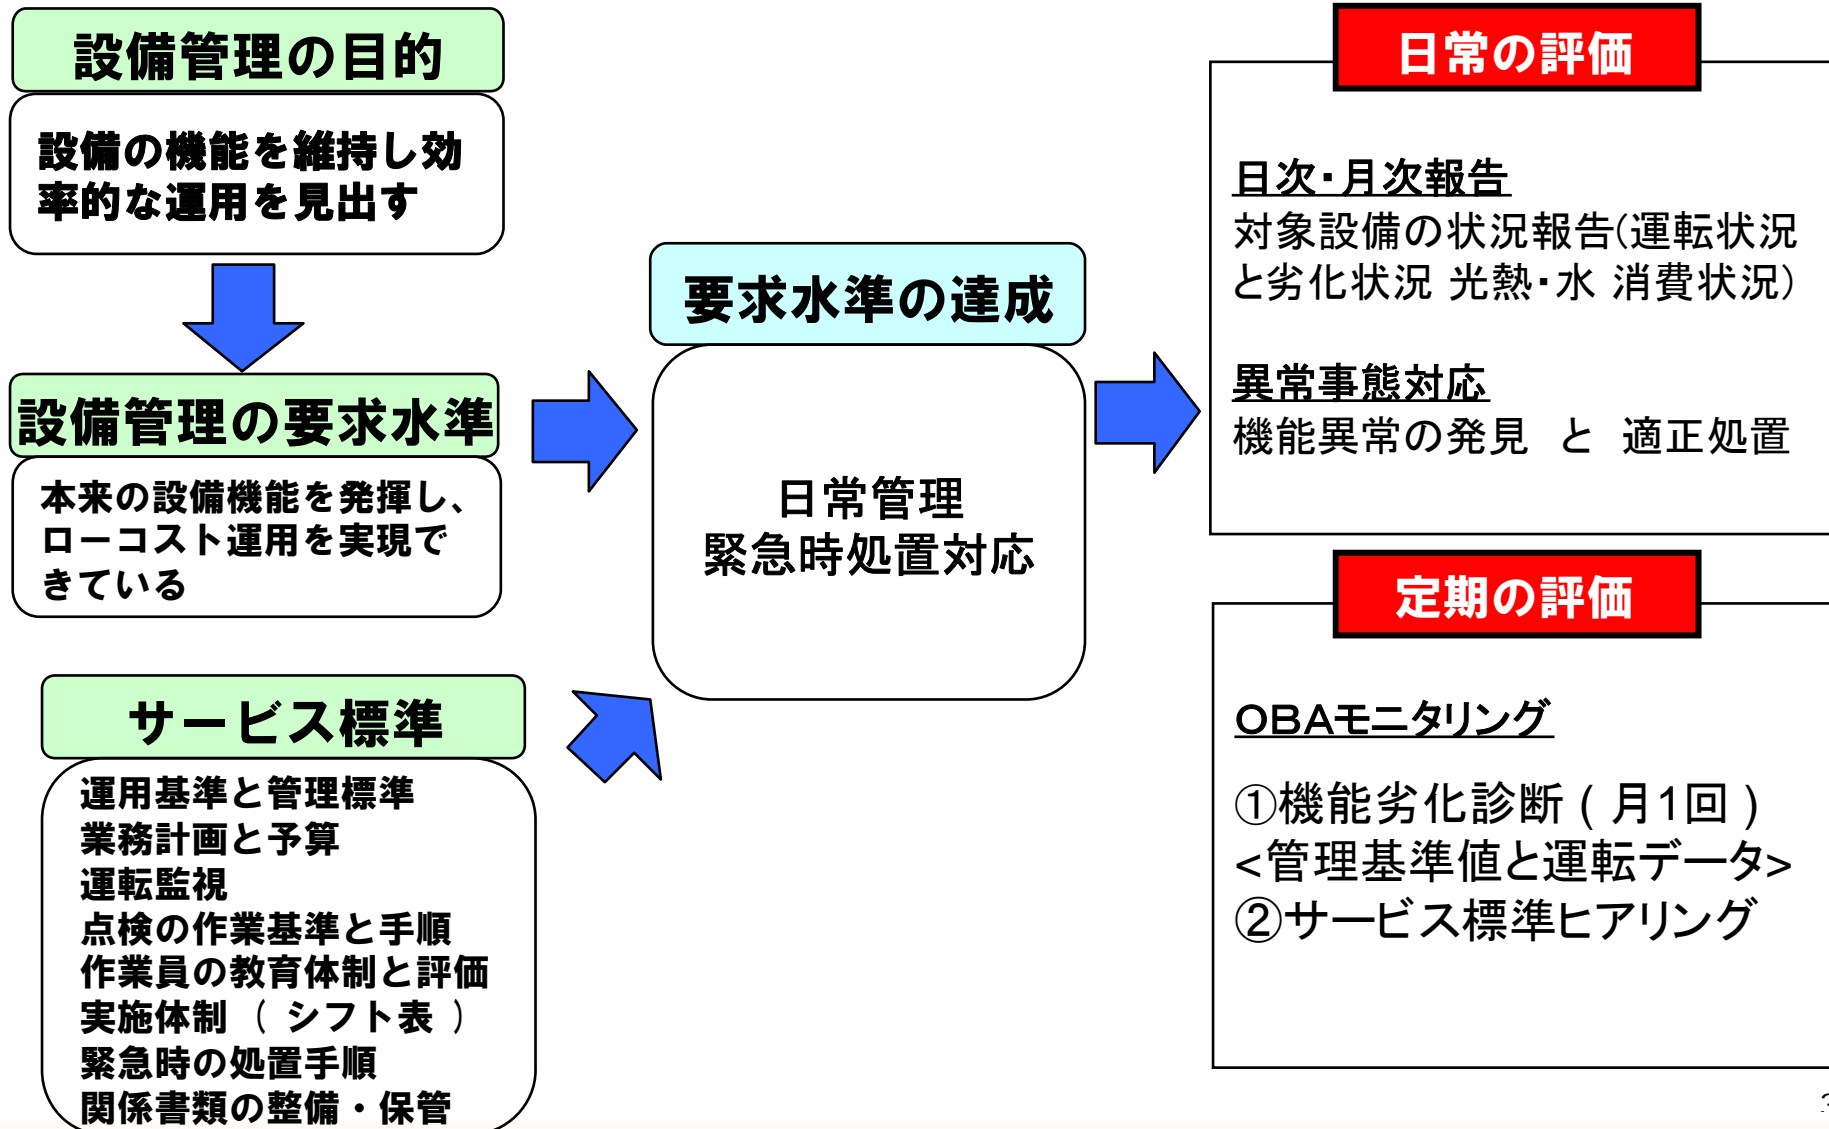 設備管理の目的
設備の機能を維持し効
率的な運用を見出す
設備管理の要求水準
本来の設備機能を発揮し、
ローコスト運用を実現で
きている
サービス標準
運用基準と管理標準
業務計画と予算
運転監視
点検の作業基準と手順
作業員の教育体制と評価
実施体制 ( シフト表 )
緊急時の処置手順
関係書類の整備・保管
要求水準の達成
日常管理
緊急時処置対応
日常の評価
日次・月次報告
対象設備の状況報告(運転状況
と劣化状況 光熱・水 消費状況)
異常事態対応
機能異常の発見 と 適正処置
定期の評価
OBAモニタリング
①機能劣化診断 ( 月1回 )
<管理基準値と運転データ>
②サービス標準ヒアリング